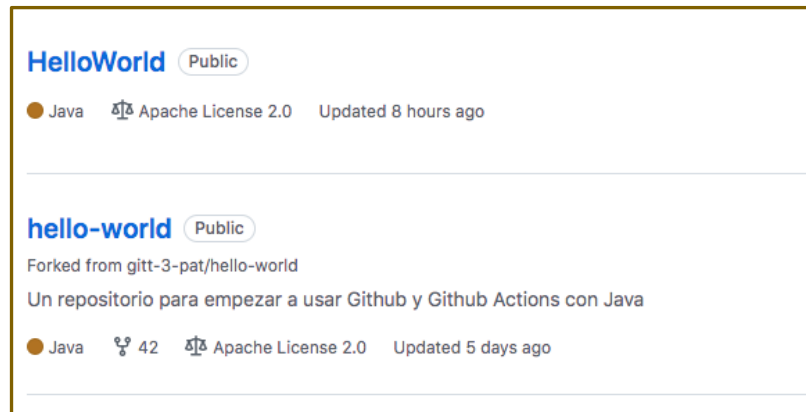 HelloWorld Public
Java Apache License 2.0 Updated 8 hours ago
hello-world Public
Forked from gitt-3-pat/hello-world
Un repositorio para empezar a usar Github y Github Actions con Java
Java 42 Apache License 2.0 Updated 5 days ago